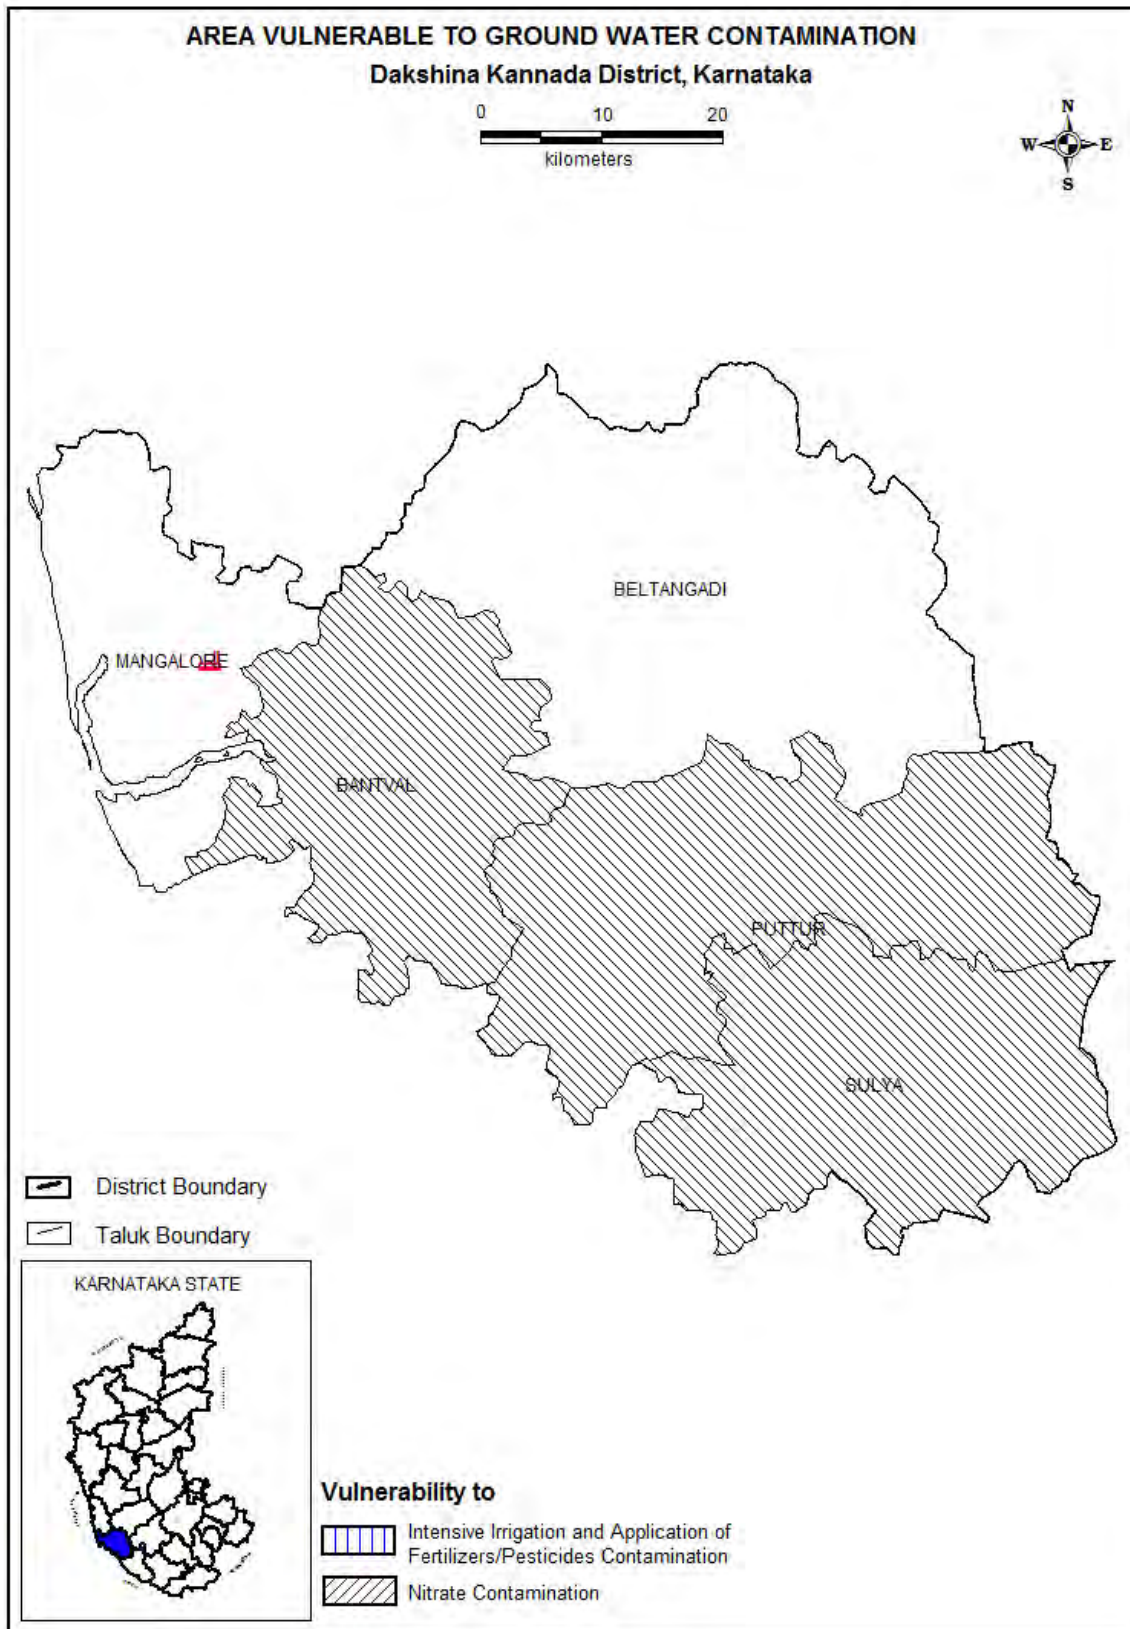 AREA VULNERABLE TO GROUND WATER CONTAMINATION
Dakshina Kannada District, Karnataka
0 10 20
kilometers
N
W E
S
BELTANGADI
MANGALORE
BANTVAL
PUTTUR
SULYA
District Boundary
Taluk Boundary
KARNATAKA STATE
Vulnerability to
Intensive Irrigation and Application of
Fertilizers/Pesticides Contamination
Nitrate Contamination